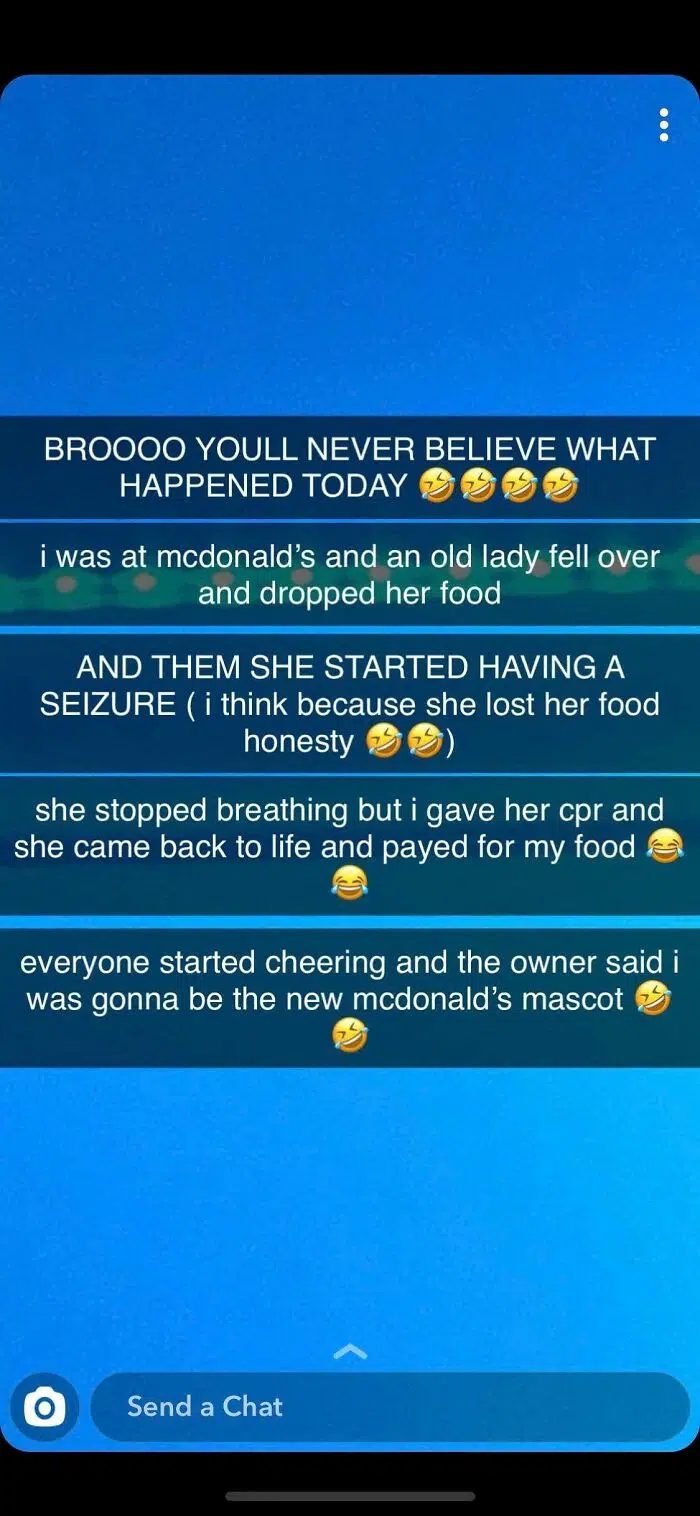 BROOOO YOULL NEVER BELIEVE WHAT
HAPPENED TODAY 🤣🤣🤣🤣
i was at mcdonald's and an old lady fell over
and dropped her food
AND THEM SHE STARTED HAVING A
SEIZURE ( i think because she lost her food
honesty 🤣🤣)
she stopped breathing but i gave her cpr and
she came back to life and payed for my food 😂
😂
everyone started cheering and the owner said i
was gonna be the new mcdonald's mascot 🤣
🤣
Send a Chat